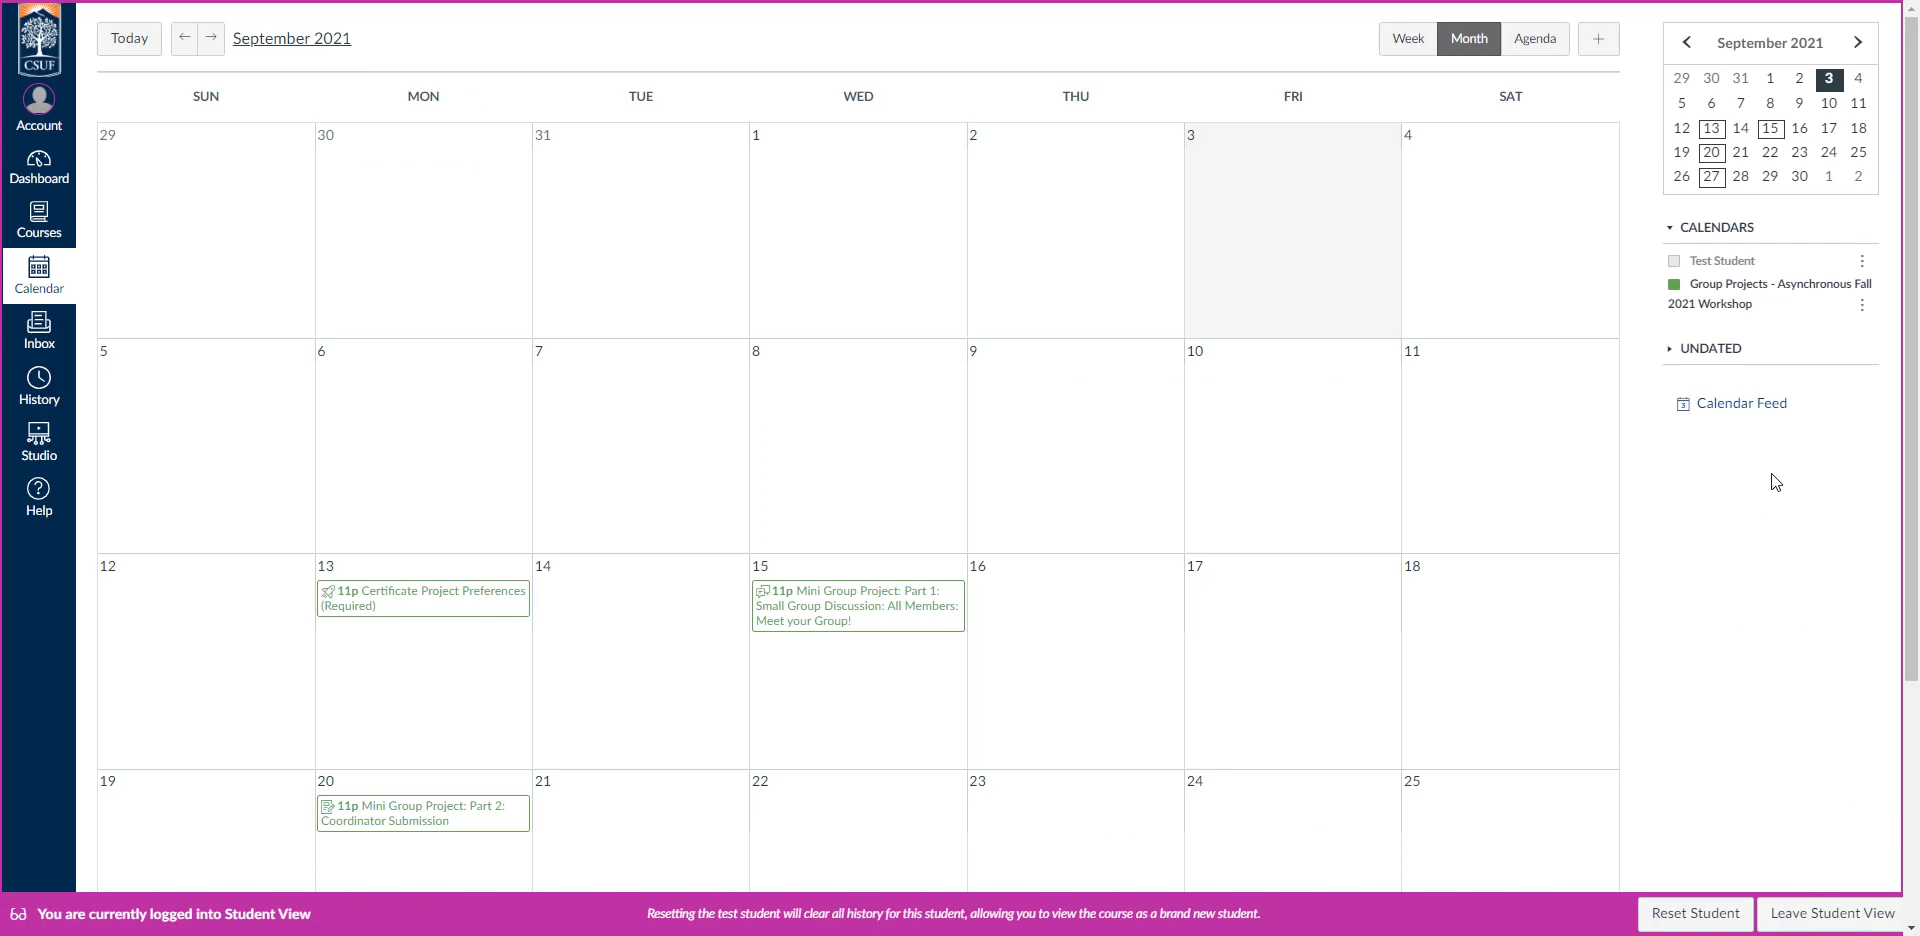 CSUF
Account
Dashboard
Courses
Calendar
Inbox
History
Studio
Help
Today ← → September 2021
Week Month Agenda +
SUN MON TUE WED THU FRI SAT
29 30 31 1 2 3 4
5 6 7 8 9 10 11
12 13 14 15 16 17 18
11p Certificate Project Preferences
(Required)
11p Mini Group Project: Part 1:
Small Group Discussion: All Members:
Meet your Group!
19 20 21 22 23 24 25
11p Mini Group Project: Part 2:
Coordinator Submission
September 2021
29 30 31 1 2 3 4
5 6 7 8 9 10 11
12 13 14 15 16 17 18
19 20 21 22 23 24 25
26 27 28 29 30 1 2
CALENDARS
Test Student
Group Projects - Asynchronous Fall
2021 Workshop
UNDATED
3 Calendar Feed
You are currently logged into Student View
Resetting the test student will clear all history for this student, allowing you to view the course as a brand new student.
Reset Student
Leave Student View